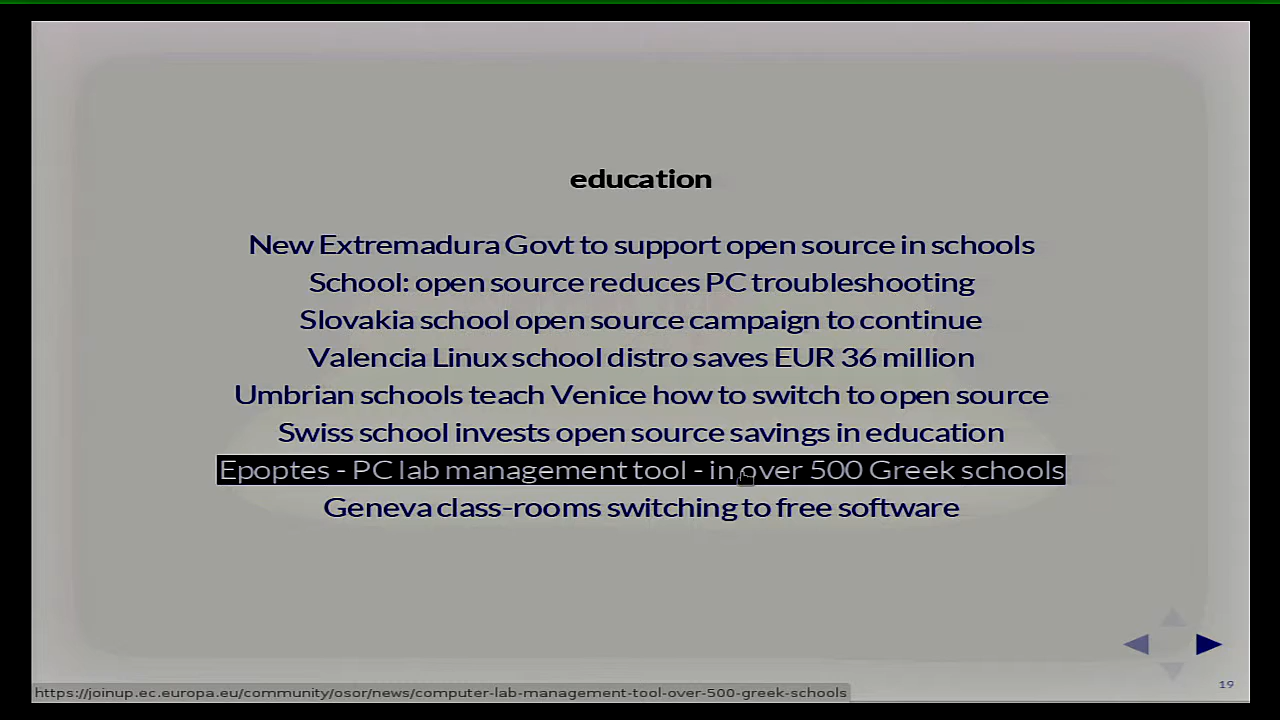 education
New Extremadura Govt to support open source in schools
School: open source reduces PC troubleshooting
Slovakia school open source campaign to continue
Valencia Linux school distro saves EUR 36 million
Umbrian schools teach Venice how to switch to open source
Swiss school invests open source savings in education
Epoptes - PC lab management tool - in over 500 Greek schools
Geneva class-rooms switching to free software
19
https://joinup.ec.europa.eu/community/osor/news/computer-lab-management-tool-over-500-greek-schools